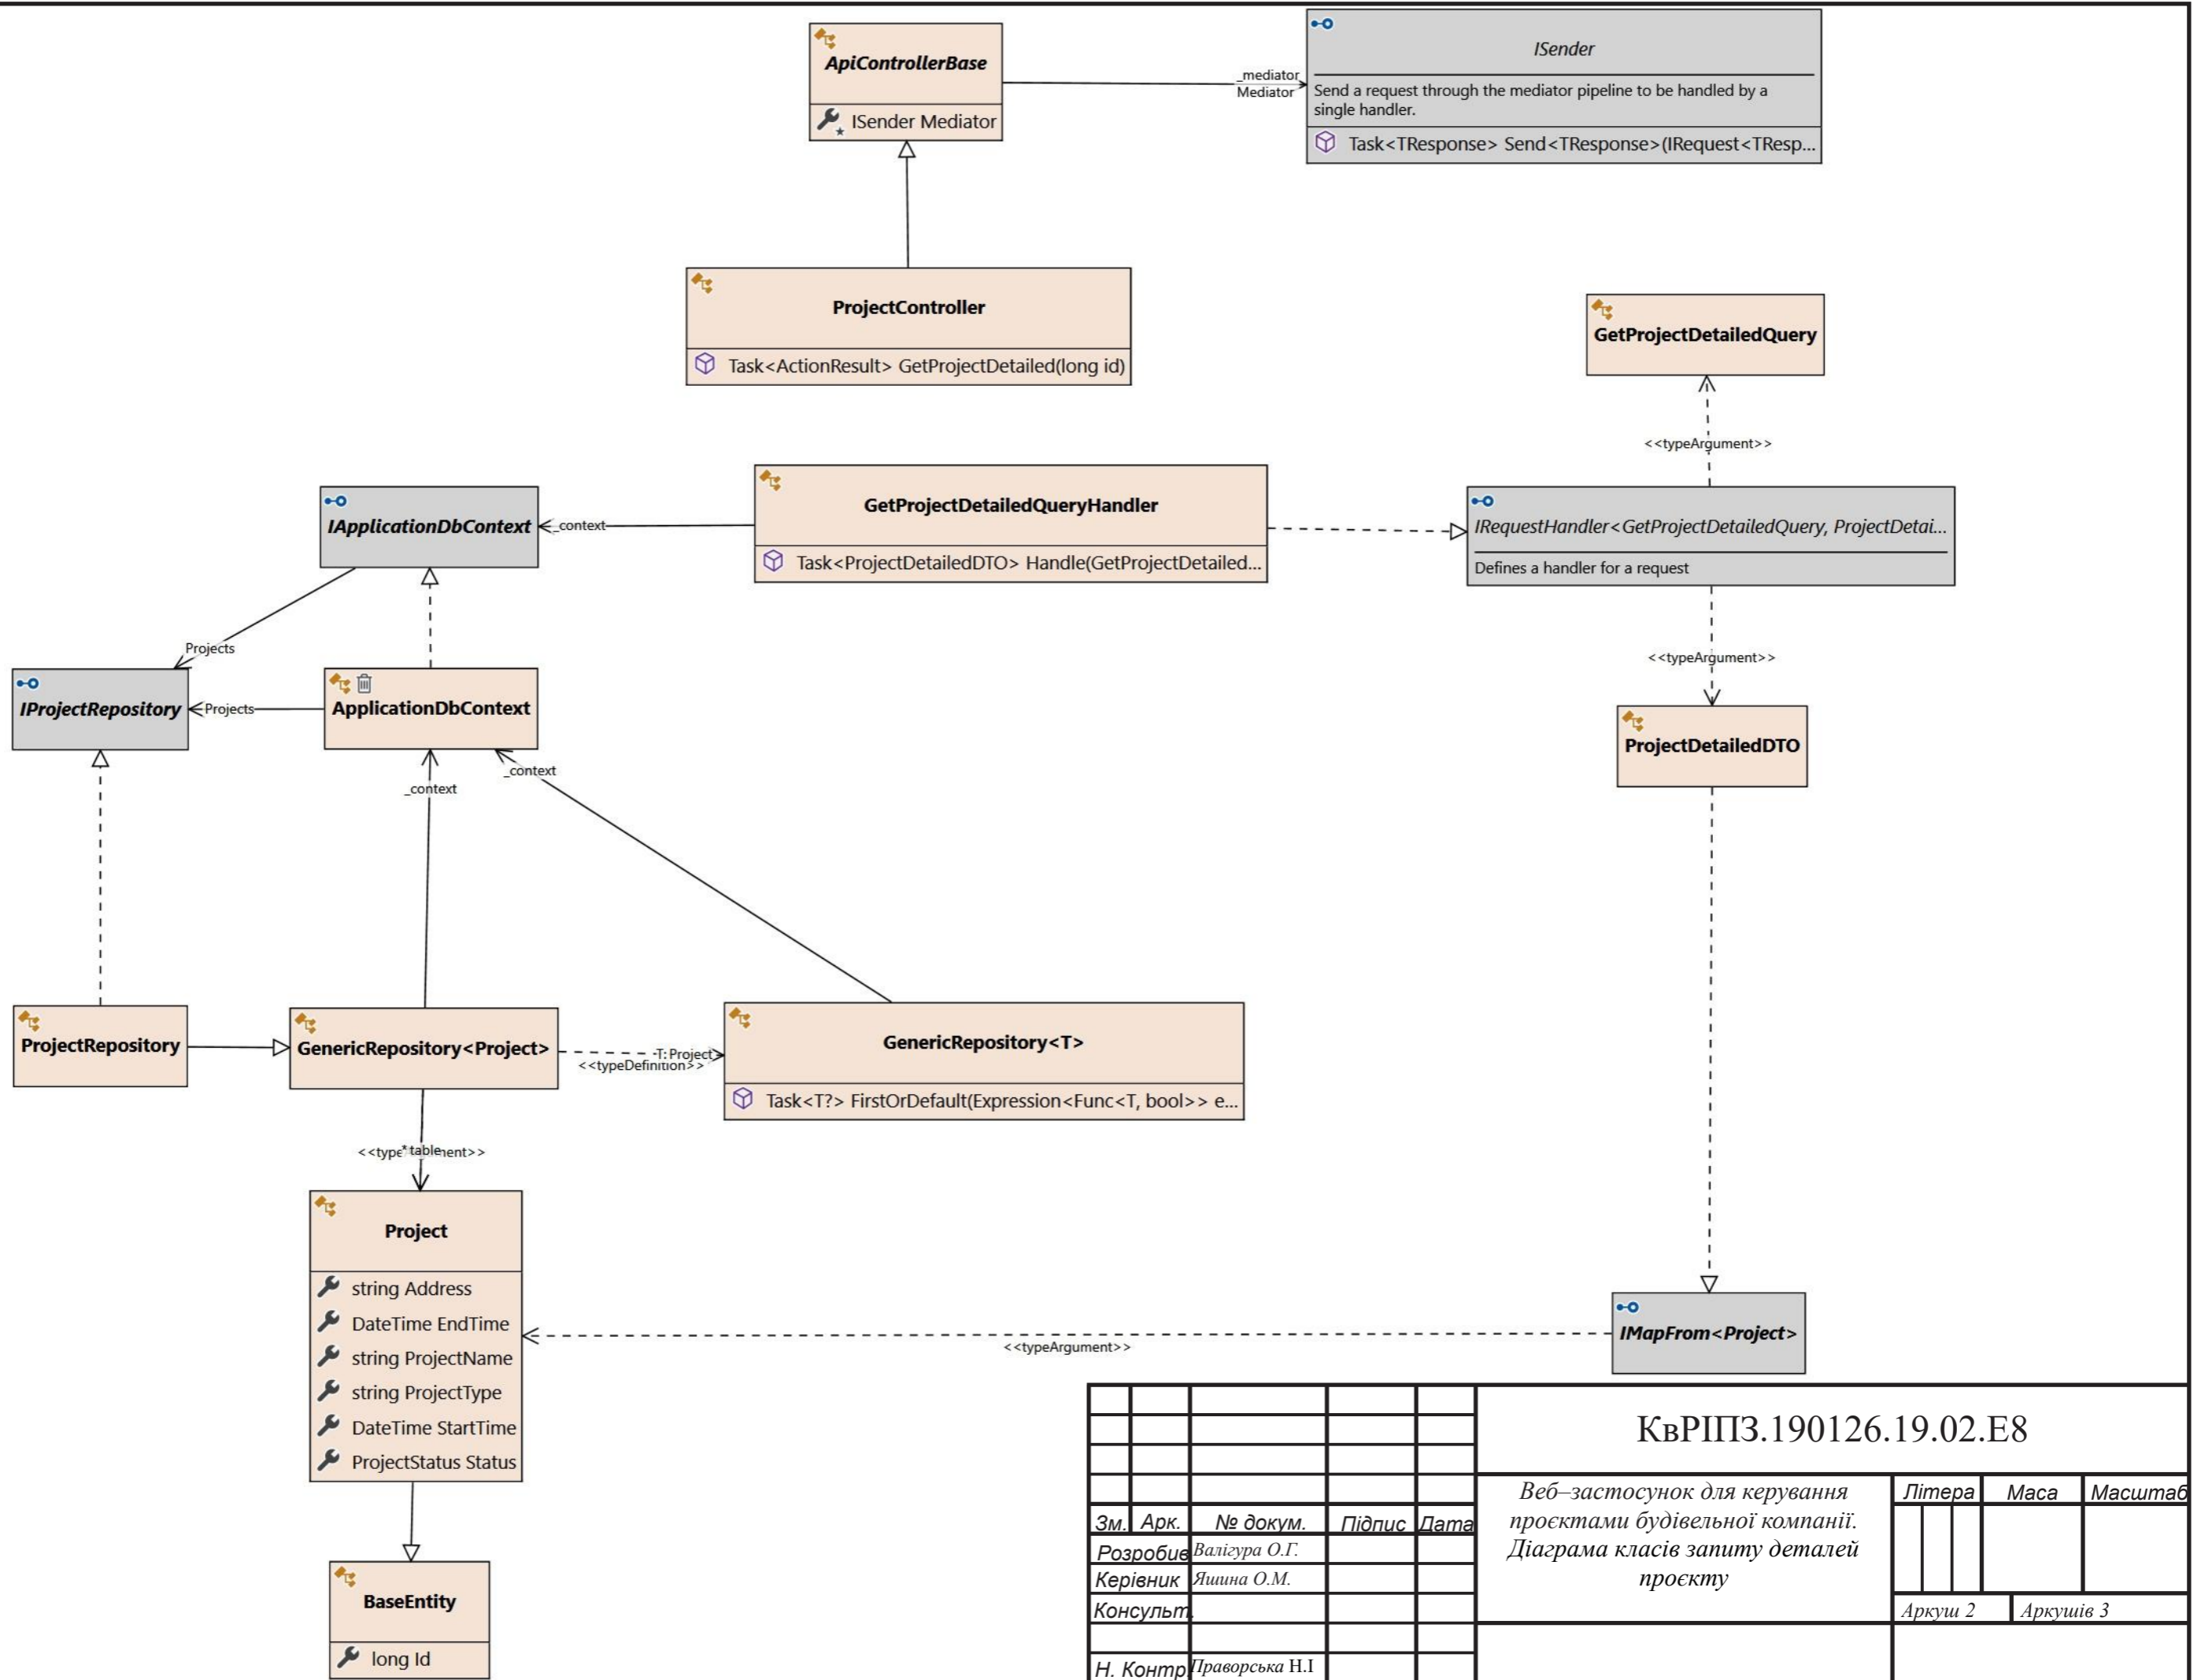 ApiControllerBase
ISender Mediator
_mediator
Mediator
ISender
Send a request through the mediator pipeline to be handled by a
single handler.
Task<TResponse> Send<TResponse>(IRequest<TResp...
ProjectController
Task<ActionResult> GetProjectDetailed(long id)
GetProjectDetailedQuery
<<typeArgument>>
IApplicationDbContext
_context
GetProjectDetailedQueryHandler
Task<ProjectDetailedDTO> Handle(GetProjectDetailed...
IRequestHandler<GetProjectDetailedQuery, ProjectDetai...
Defines a handler for a request
Projects
<<typeArgument>>
IProjectRepository
Projects
ApplicationDbContext
ProjectDetailedDTO
_context
_context
ProjectRepository
GenericRepository<Project>
T: Project
<<typeDefinition>>
GenericRepository<T>
Task<T?> FirstOrDefault(Expression<Func<T, bool>> e...
* table
Project
string Address
DateTime EndTime
string ProjectName
string ProjectType
DateTime StartTime
ProjectStatus Status
<<typeArgument>>
IMapFrom<Project>
BaseEntity
long Id
КвРІПЗ.190126.19.02.Е8
Веб–застосунок для керування
проєктами будівельної компанії.
Діаграма класів запиту деталей
проєкту
Літера Маса Масштаб
Зм. Арк. № докум. Підпис Дата
Розробив Валігура О.Г.
Керівник Яшина О.М.
Консульт.
Аркуш 2 Аркушів 3
Н. Контр. Праворська Н.І